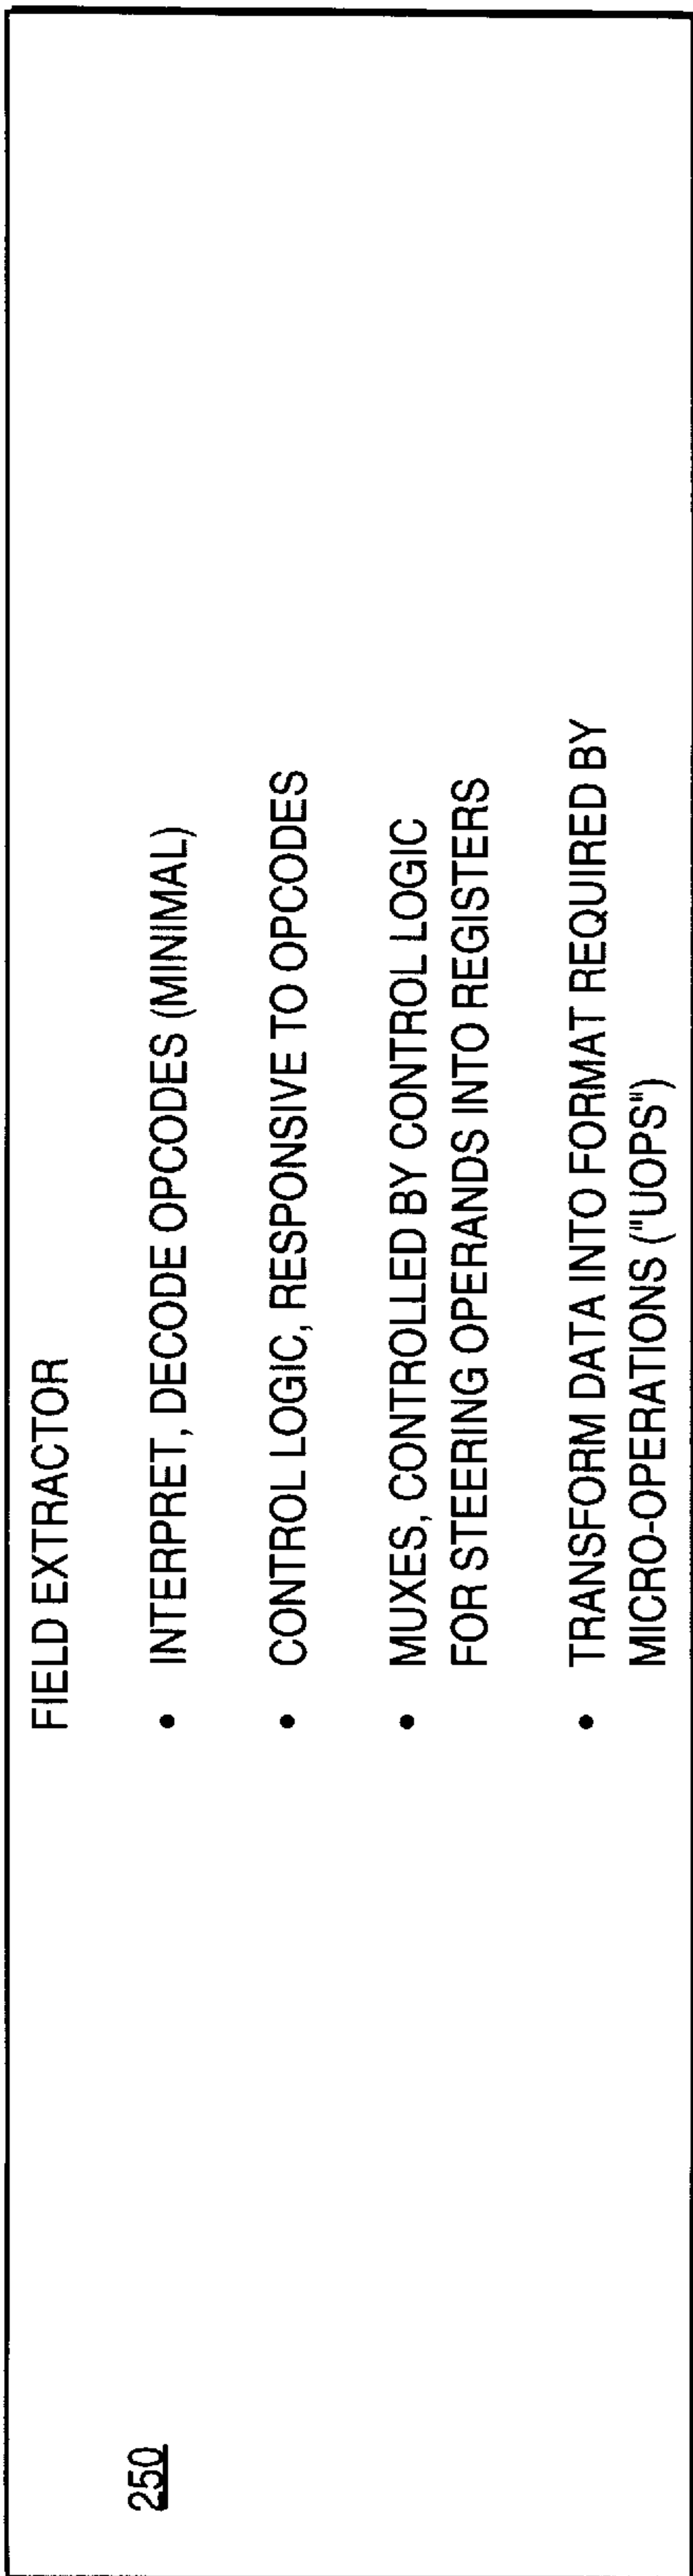 FIELD EXTRACTOR
250
• INTERPRET, DECODE OPCODES (MINIMAL)
• CONTROL LOGIC, RESPONSIVE TO OPCODES
• MUXES, CONTROLLED BY CONTROL LOGIC
FOR STEERING OPERANDS INTO REGISTERS
• TRANSFORM DATA INTO FORMAT REQUIRED BY
MICRO-OPERATIONS ("UOPS")